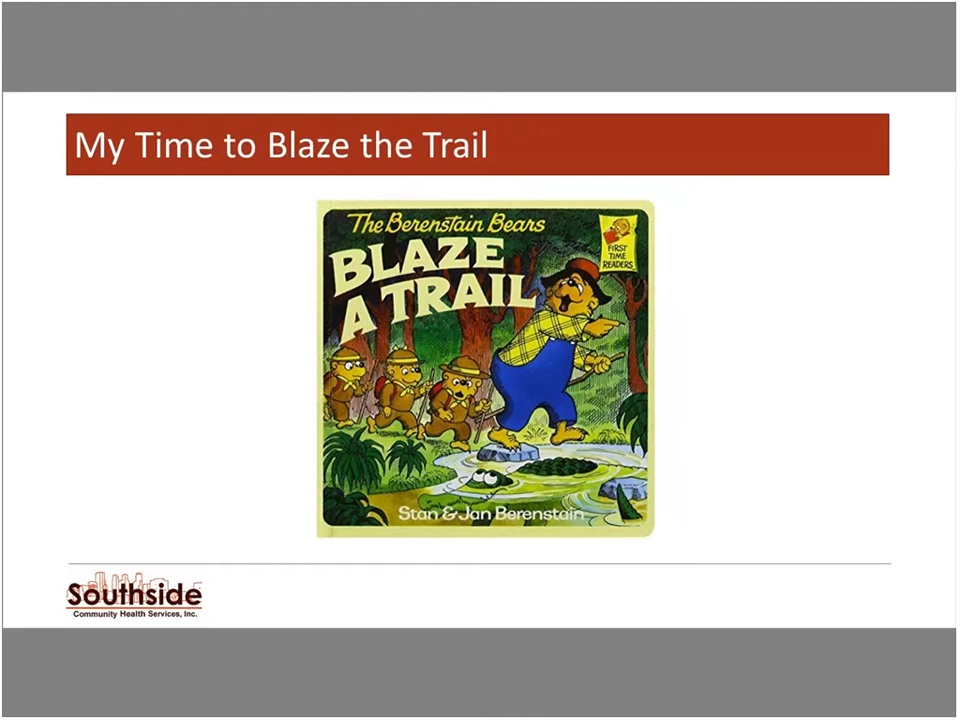 My Time to Blaze the Trail
The Berenstain Bears
BLAZE
A TRAIL
FIRST
TIME
READERS
Stan & Jan Berenstain
Southside
Community Health Services, Inc.